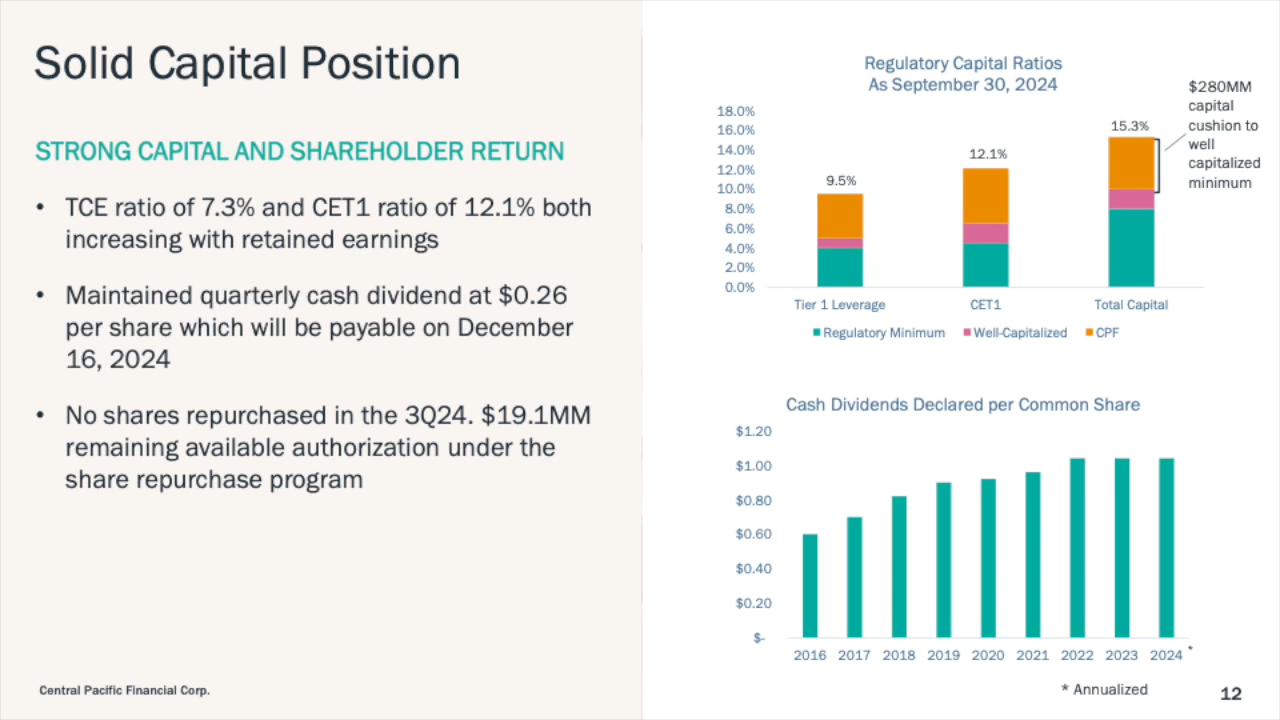 Solid Capital Position
STRONG CAPITAL AND SHAREHOLDER RETURN
• TCE ratio of 7.3% and CET1 ratio of 12.1% both
increasing with retained earnings
• Maintained quarterly cash dividend at $0.26
per share which will be payable on December
16, 2024
• No shares repurchased in the 3Q24. $19.1MM
remaining available authorization under the
share repurchase program
Regulatory Capital Ratios
As September 30, 2024
18.0%
16.0%
14.0%
12.0%
10.0%
8.0%
6.0%
4.0%
2.0%
0.0%
9.5%
12.1%
15.3%
$280MM
capital
cushion to
well
capitalized
minimum
Tier 1 Leverage CET1 Total Capital
Regulatory Minimum Well-Capitalized CPF
Cash Dividends Declared per Common Share
$1.20
$1.00
$0.80
$0.60
$0.40
$0.20
$-
2016 2017 2018 2019 2020 2021 2022 2023 2024 *
* Annualized
Central Pacific Financial Corp.
12